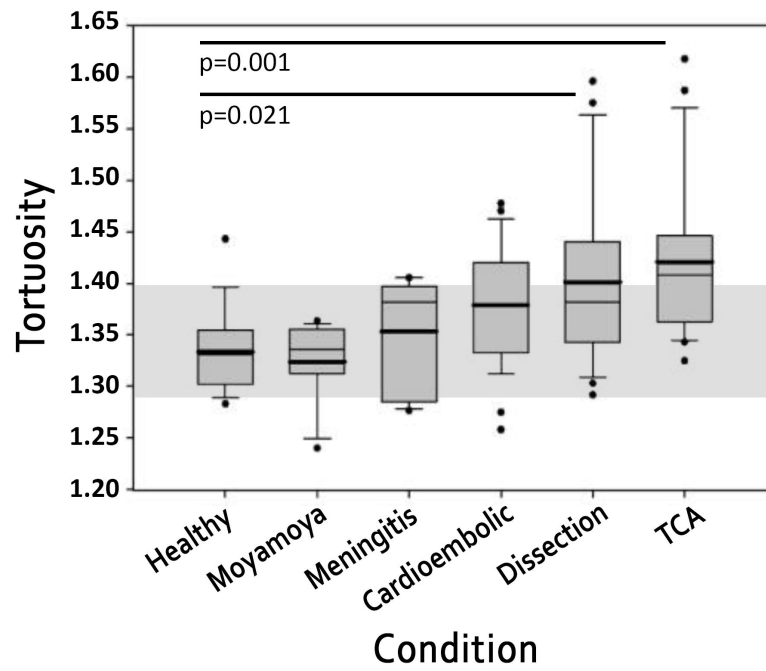 1.65
p=0.001
1.60
p=0.021
1.55
1.50
1.45
1.40
1.35
1.30
1.25
1.20
Tortuosity
Healthy
Moyamoya
Meningitis
Cardioembolic
Dissection
TCA
Condition